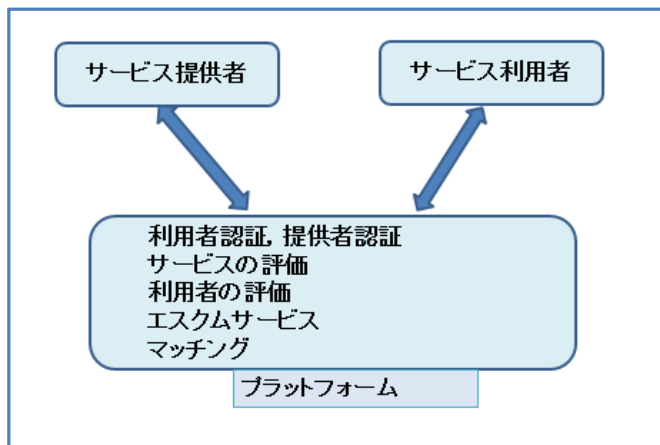 サービス提供者
サービス利用者
利用者認証, 提供者認証
サービスの評価
利用者の評価
エスクムサービス
マッチング
プラットフォーム